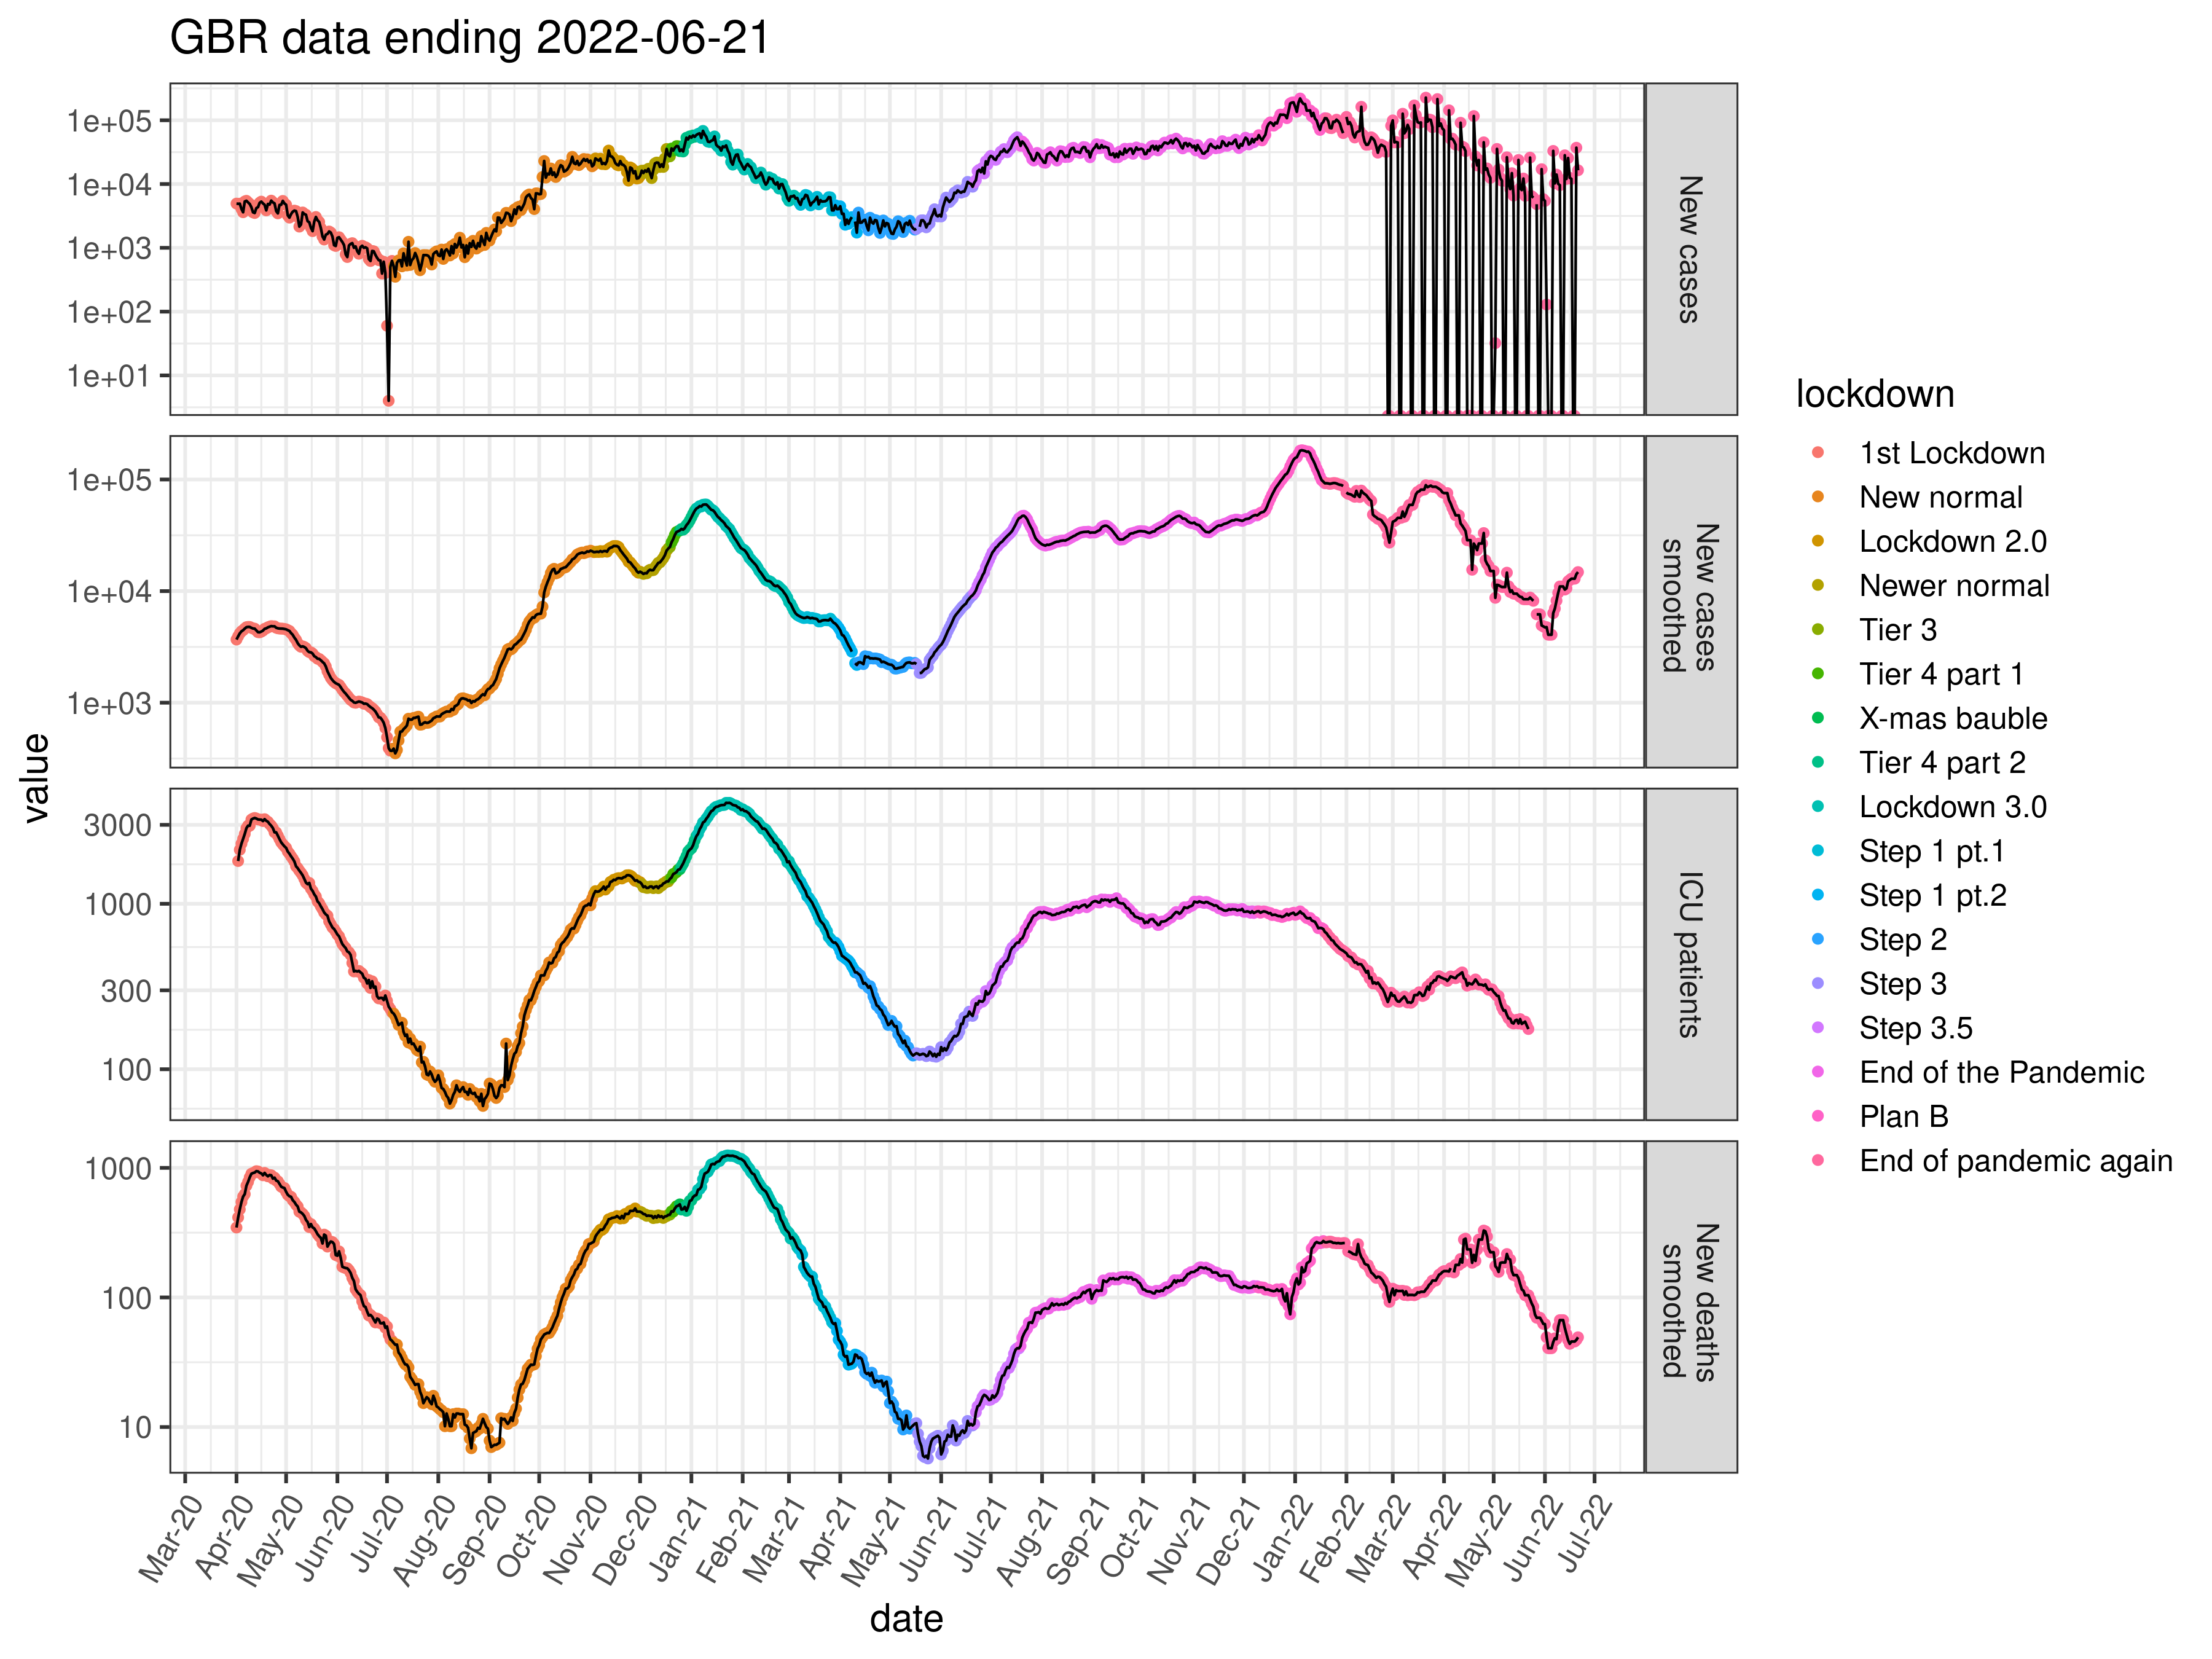 GBR data ending 2022-06-21
value
1e+05
1e+04
1e+03
1e+02
1e+01
New cases
1e+05
1e+04
1e+03
New cases
smoothed
3000
1000
300
100
ICU patients
1000
100
10
New deaths
smoothed
Mar-20
Apr-20
May-20
Jun-20
Jul-20
Aug-20
Sep-20
Oct-20
Nov-20
Dec-20
Jan-21
Feb-21
Mar-21
Apr-21
May-21
Jun-21
Jul-21
Aug-21
Sep-21
Oct-21
Nov-21
Dec-21
Jan-22
Feb-22
Mar-22
Apr-22
May-22
Jun-22
Jul-22
date
lockdown
1st Lockdown
New normal
Lockdown 2.0
Newer normal
Tier 3
Tier 4 part 1
X-mas bauble
Tier 4 part 2
Lockdown 3.0
Step 1 pt.1
Step 1 pt.2
Step 2
Step 3
Step 3.5
End of the Pandemic
Plan B
End of pandemic again